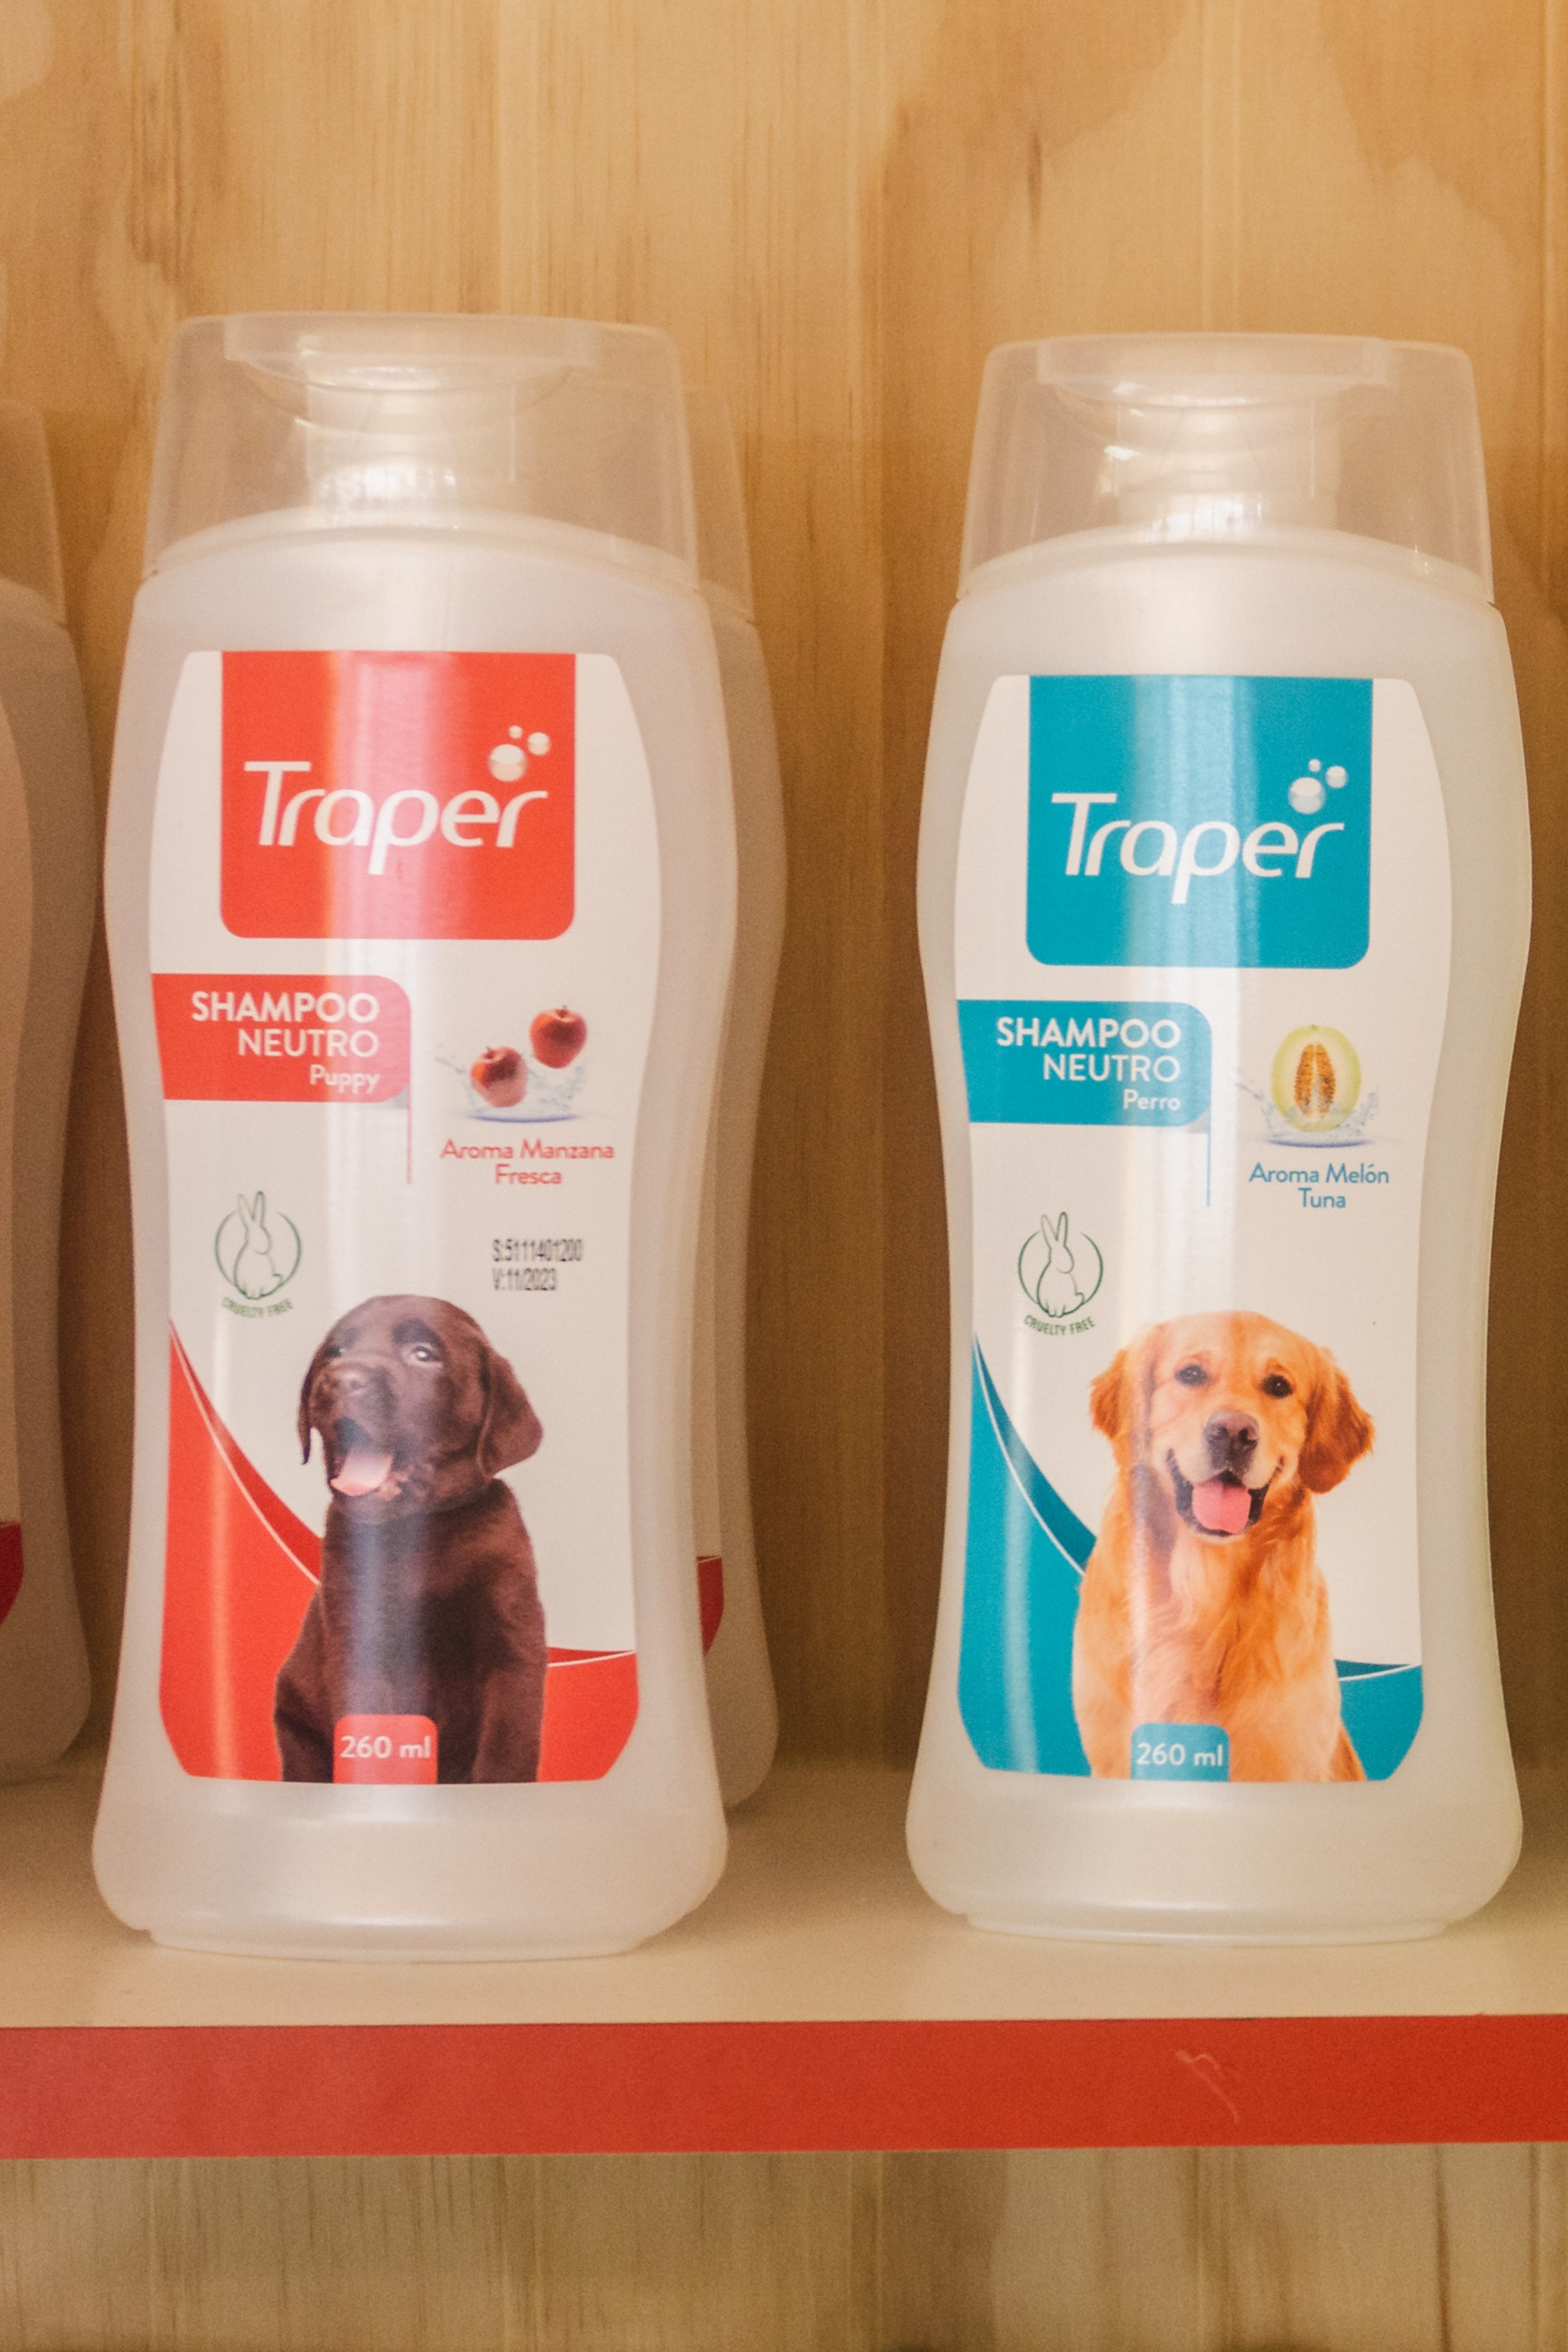 Traper
SHAMPOO
NEUTRO
Puppy
Aroma Manzana
Fresca
CRUELTY FREE
S:5111401200
V:11/2023
260 ml
Traper
SHAMPOO
NEUTRO
Perro
Aroma Melón
Tuna
CRUELTY FREE
260 ml